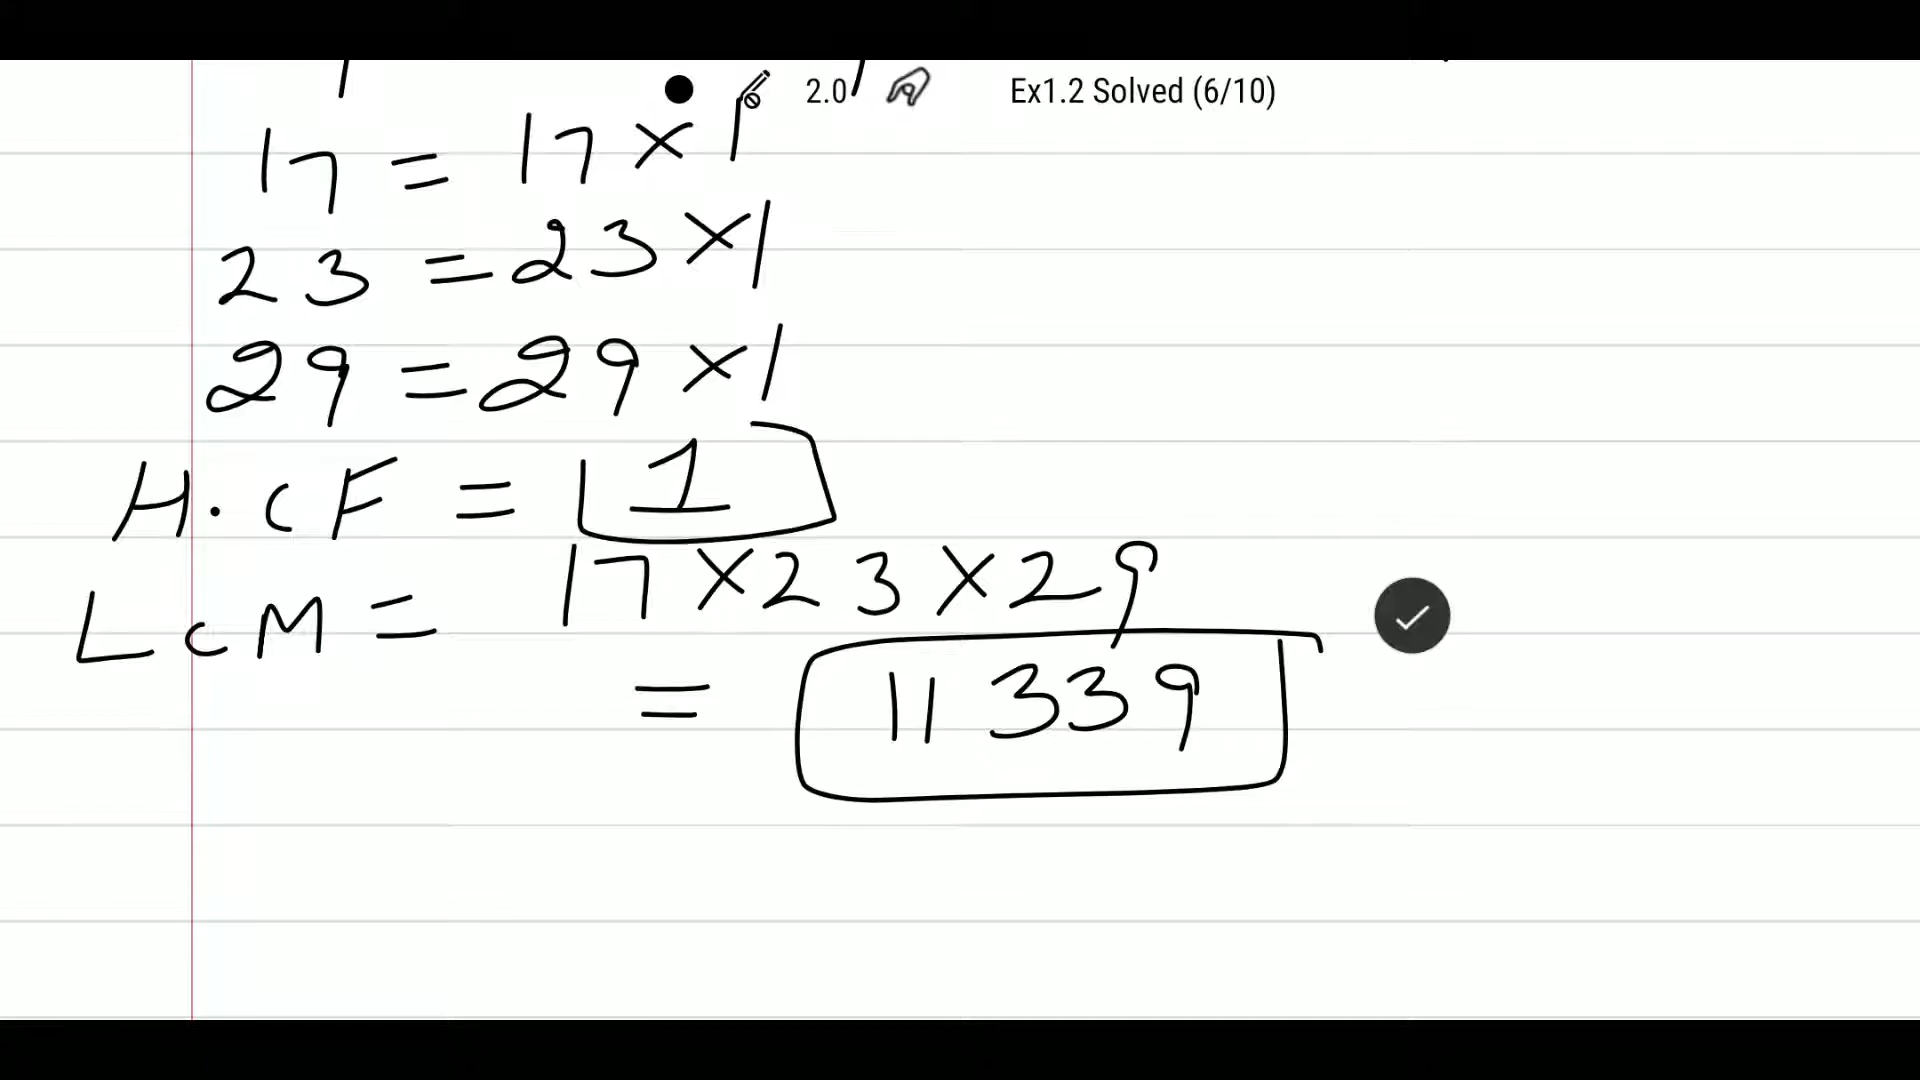 2.0 Ex1.2 Solved (6/10)
17 = 17 × 1
23 = 23 × 1
29 = 29 × 1
H.CF = 1
LCM = 17 × 23 × 29
= 11339